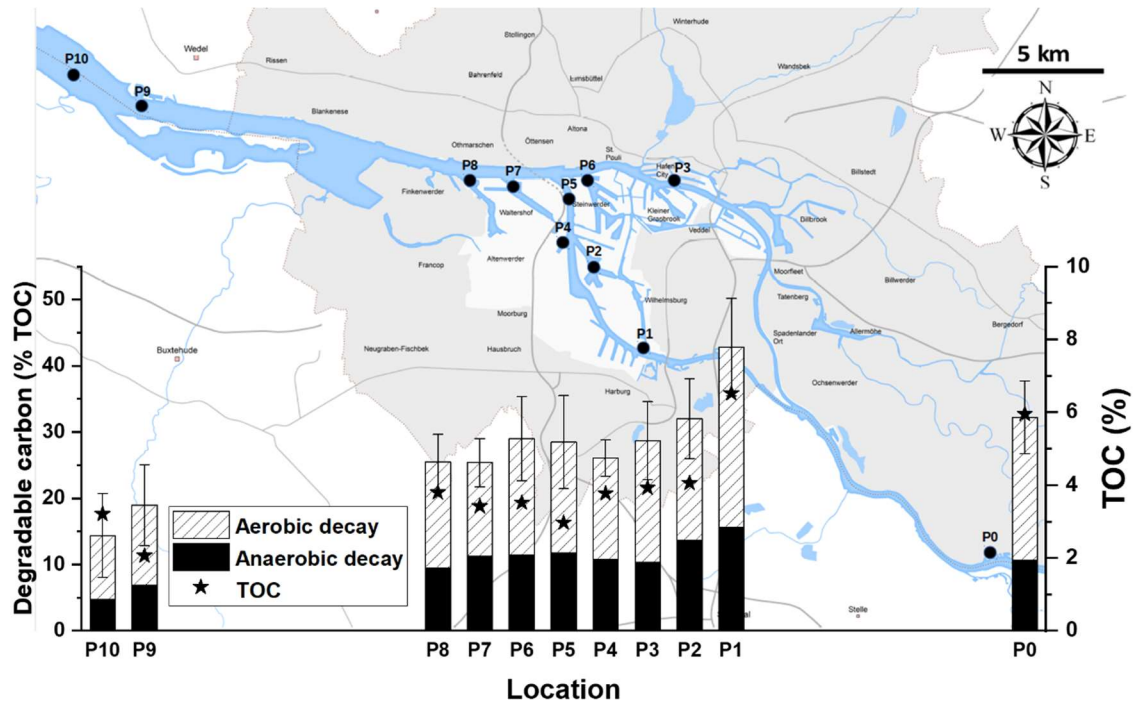 Winterhude
Stellingen
Wedel
5 km
P10
Rissen
Wandsbek
Bahrenfeld
N
P9
Blankenese
Altona
W E
Othmarschen
Öttensen
St. Pauli
S
P8
P7
P6
Hafen City
P3
Billstedt
Finkenwerder
P5
Steinwerder
Waltershof
Kleiner Grasbrook
Billbrook
P4
Veddel
P2
Francop
Altenwerder
Moorfleet
Billwerder
Tatenberg
Wilhelmsburg
Moorburg
Bergedorf
P1
Spadenlander Ort
Allermöhe
Buxtehude
Neugraben-Fischbek
Hausbruch
Ochsenwerder
Harburg
P0
Stelle
Degradable carbon (% TOC)
50
40
30
20
10
0
Aerobic decay
Anaerobic decay
TOC
TOC (%)
10
8
6
4
2
0
P10 P9 P8 P7 P6 P5 P4 P3 P2 P1 P0
Location